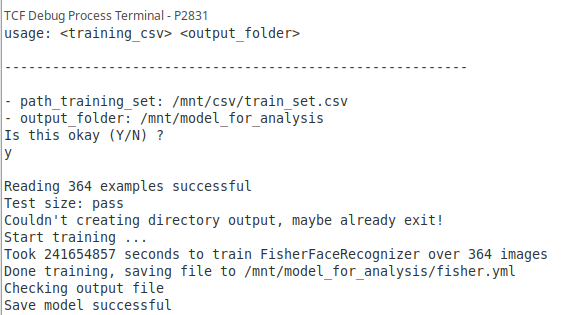 TCF Debug Process Terminal - P2831
usage: <training_csv> <output_folder>
----------------------------------------------------------
- path_training_set: /mnt/csv/train_set.csv
- output_folder: /mnt/model_for_analysis
Is this okay (Y/N) ?
y
Reading 364 examples successful
Test size: pass
Couldn't creating directory output, maybe already exit!
Start training ...
Took 241654857 seconds to train FisherFaceRecognizer over 364 images
Done training, saving file to /mnt/model_for_analysis/fisher.yml
Checking output file
Save model successful